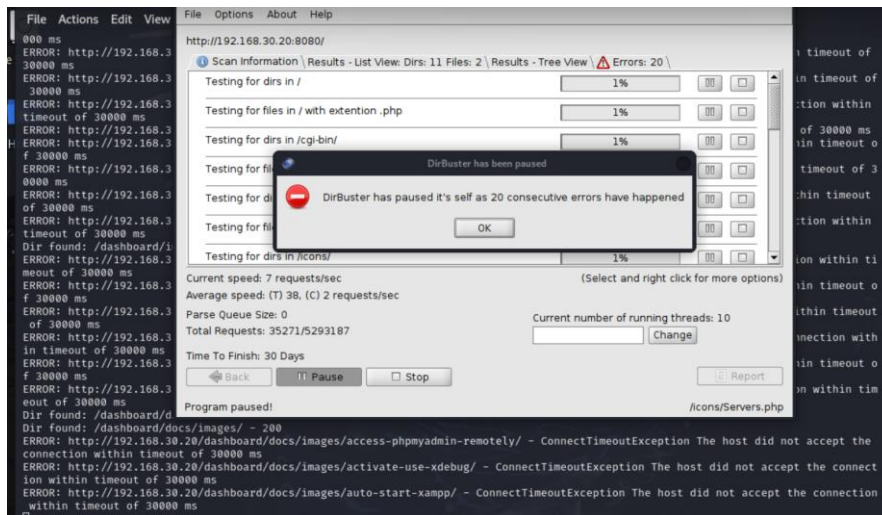 File Actions Edit View
File Options About Help
http://192.168.30.20:8080/
Scan Information \ Results - List View: Dirs: 11 Files: 2 \ Results - Tree View \ Errors: 20 \
Testing for dirs in / 1%
Testing for files in / with extention .php 1%
Testing for dirs in /cgi-bin/ 1%
Testing for
Testing for
Testing for
Testing for dirs in /icons/ 1%
DirBuster has been paused
DirBuster has paused it's self as 20 consecutive errors have happened
OK
Current speed: 7 requests/sec (Select and right click for more options)
Average speed: (T) 38, (C) 2 requests/sec
Parse Queue Size: 0 Current number of running threads: 10
Total Requests: 35271/5293187 Change
Time To Finish: 30 Days
Back Pause Stop Report
Program paused! /icons/Servers.php
000 ms
ERROR: http://192.168.3 timeout of
30000 ms
ERROR: http://192.168.3 in timeout of
30000 ms
ERROR: http://192.168.3 tion within
timeout of 30000 ms
ERROR: http://192.168.3 of 30000 ms
ERROR: http://192.168.3 in timeout o
f 30000 ms
ERROR: http://192.168.3 timeout of 3
0000 ms
ERROR: http://192.168.3 hin timeout
of 30000 ms
ERROR: http://192.168.3 tion within
timeout of 30000 ms
Dir found: /dashboard/i
ERROR: http://192.168.3 ion within ti
meout of 30000 ms
ERROR: http://192.168.3 in timeout o
f 30000 ms
ERROR: http://192.168.3 ithin timeout
of 30000 ms
ERROR: http://192.168.3 nnection with
in timeout of 30000 ms
ERROR: http://192.168.3 in timeout o
f 30000 ms
ERROR: http://192.168.3 n within tim
eout of 30000 ms
Dir found: /dashboard/d
Dir found: /dashboard/docs/images/ - 200
ERROR: http://192.168.30.20/dashboard/docs/images/access-phpmyadmin-remotely/ - ConnectTimeoutException The host did not accept the
connection within timeout of 30000 ms
ERROR: http://192.168.30.20/dashboard/docs/images/activate-use-xdebug/ - ConnectTimeoutException The host did not accept the connect
ion within timeout of 30000 ms
ERROR: http://192.168.30.20/dashboard/docs/images/auto-start-xampp/ - ConnectTimeoutException The host did not accept the connection
within timeout of 30000 ms